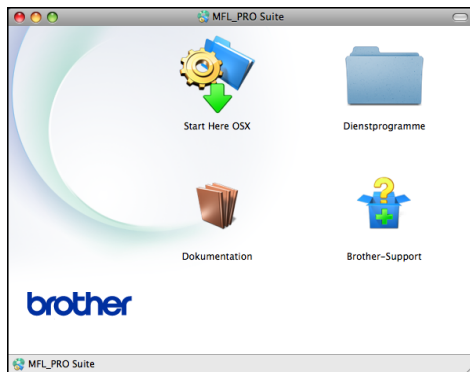 MFL_PRO Suite
Start Here OSX
Dienstprogramme
Dokumentation
Brother-Support
brother
MFL_PRO Suite